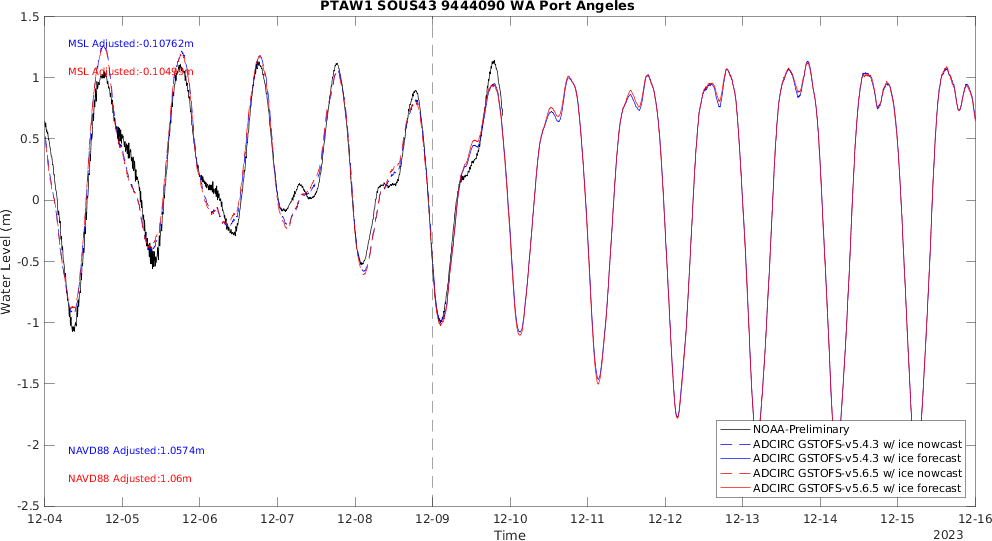 PTAW1 SOUS43 9444090 WA Port Angeles
MSL Adjusted:-0.10762
MSL Adjusted:-0.10499m
NAVD88 Adjusted:1.0574m
NAVD88 Adjusted:1.06m
Water Level (m)
1.5
1
0.5
0
-0.5
-1
-1.5
-2
-2.5
NOAA-Preliminary
ADCIRC GSTOFS-v5.4.3 w/ ice nowcast
ADCIRC GSTOFS-v5.4.3 w/ ice forecast
ADCIRC GSTOFS-v5.6.5 w/ ice nowcast
ADCIRC GSTOFS-v5.6.5 w/ ice forecast
12-04 12-05 12-06 12-07 12-08 12-09 12-10 12-11 12-12 12-13 12-14 12-15 12-16
Time
2023